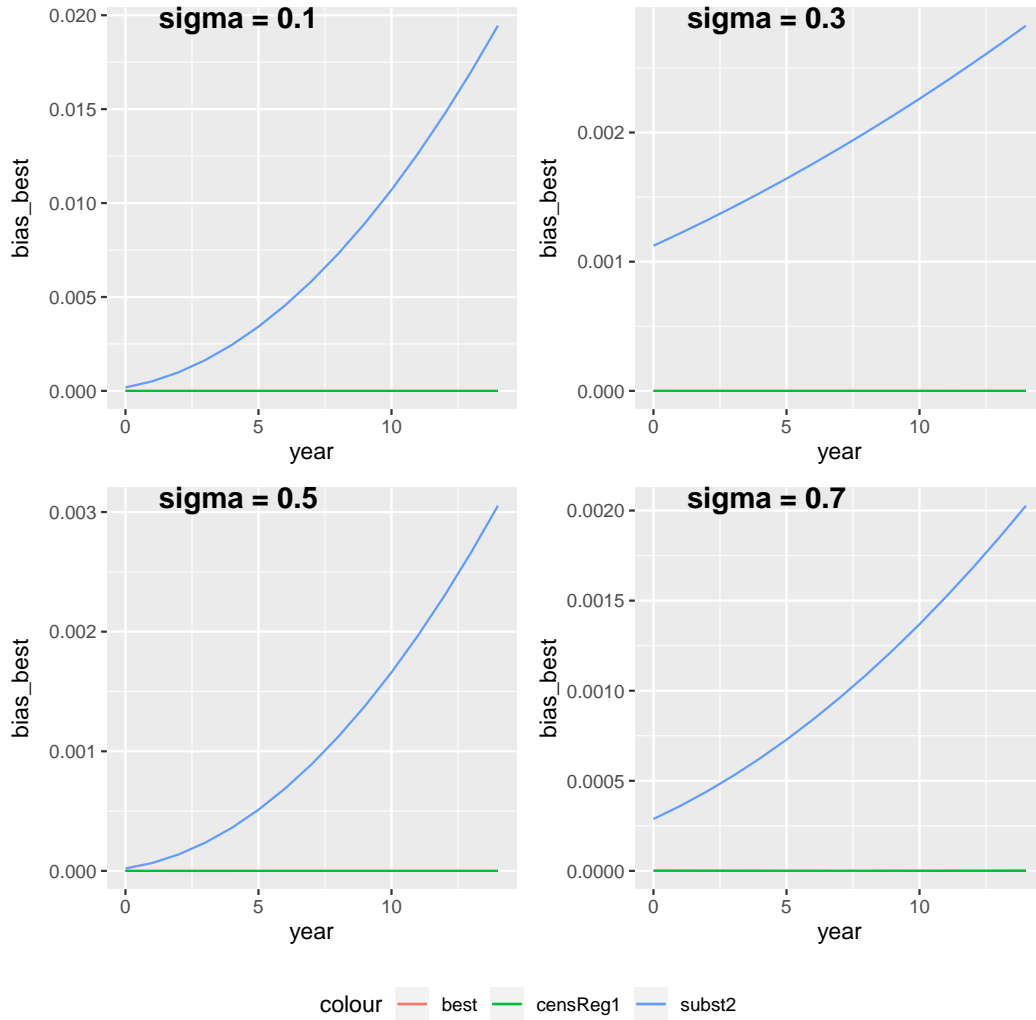 sigma = 0.1
0.020
0.015
0.010
0.005
0.000
bias_best
0
5
10
year
sigma = 0.3
0.002
0.001
0.000
bias_best
0
5
10
year
sigma = 0.5
0.003
0.002
0.001
0.000
bias_best
0
5
10
year
sigma = 0.7
0.0020
0.0015
0.0010
0.0005
0.0000
bias_best
0
5
10
year
colour best censReg1 subst2